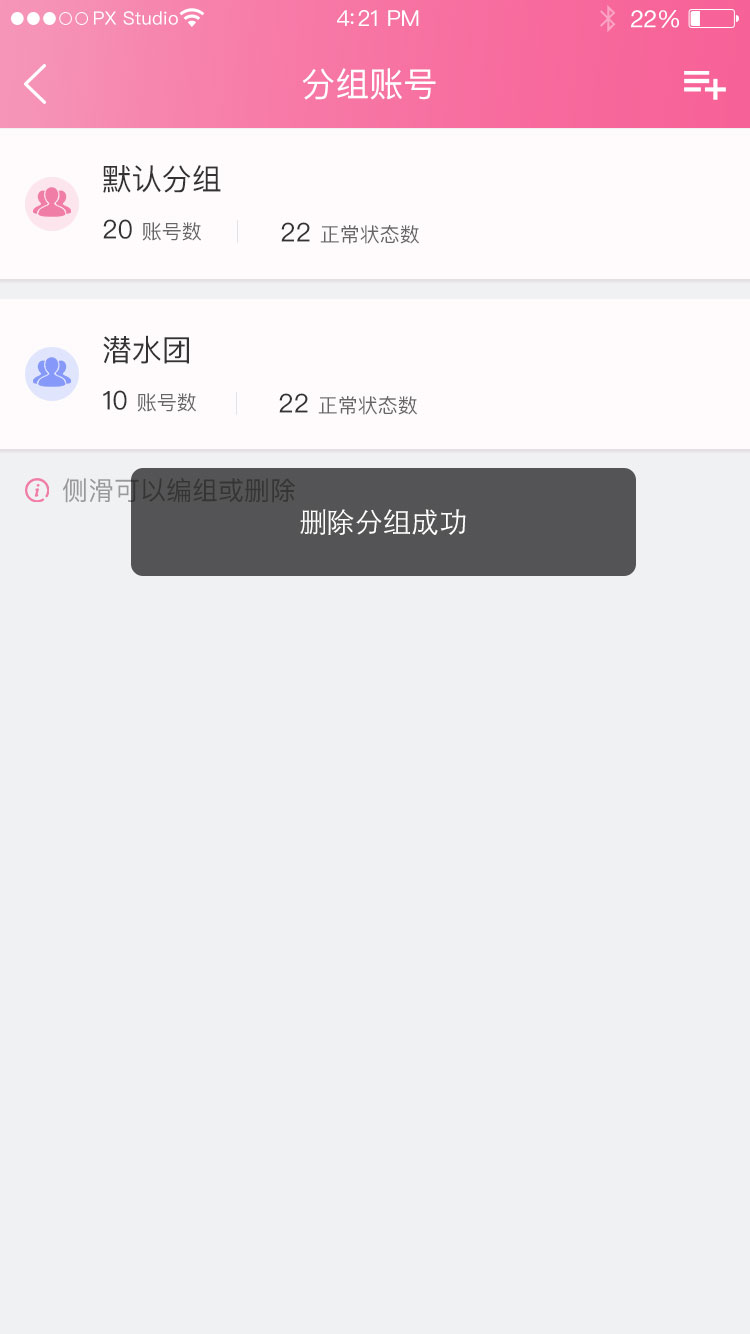 PX Studio 4:21 PM 22%
分组账号
默认分组
20 账号数 22 正常状态数
潜水团
10 账号数 22 正常状态数
侧滑可以编组或删除
删除分组成功